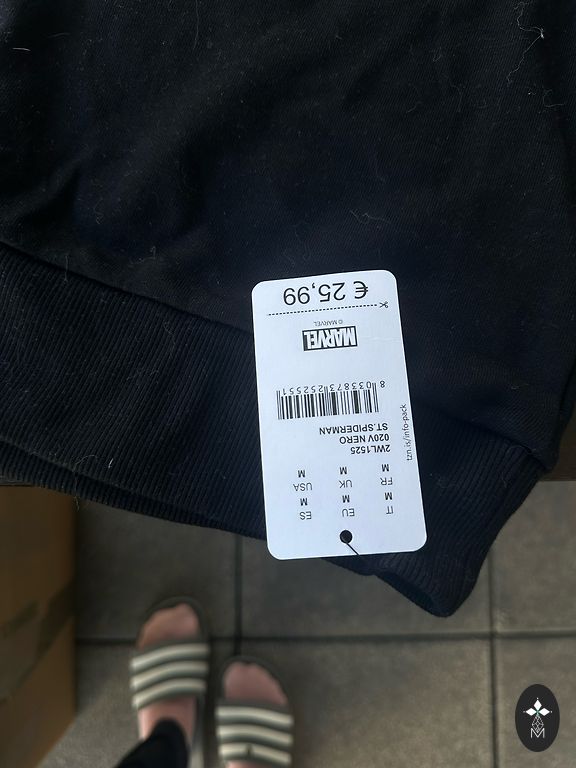 IT EU ES
M M M
FR UK USA
M M M
2WL1525
020V NERO
ST.SPIDERMAN
tzn.is/info-pack
8 033873 252551
MARVEL
© MARVEL
€ 25,99
M